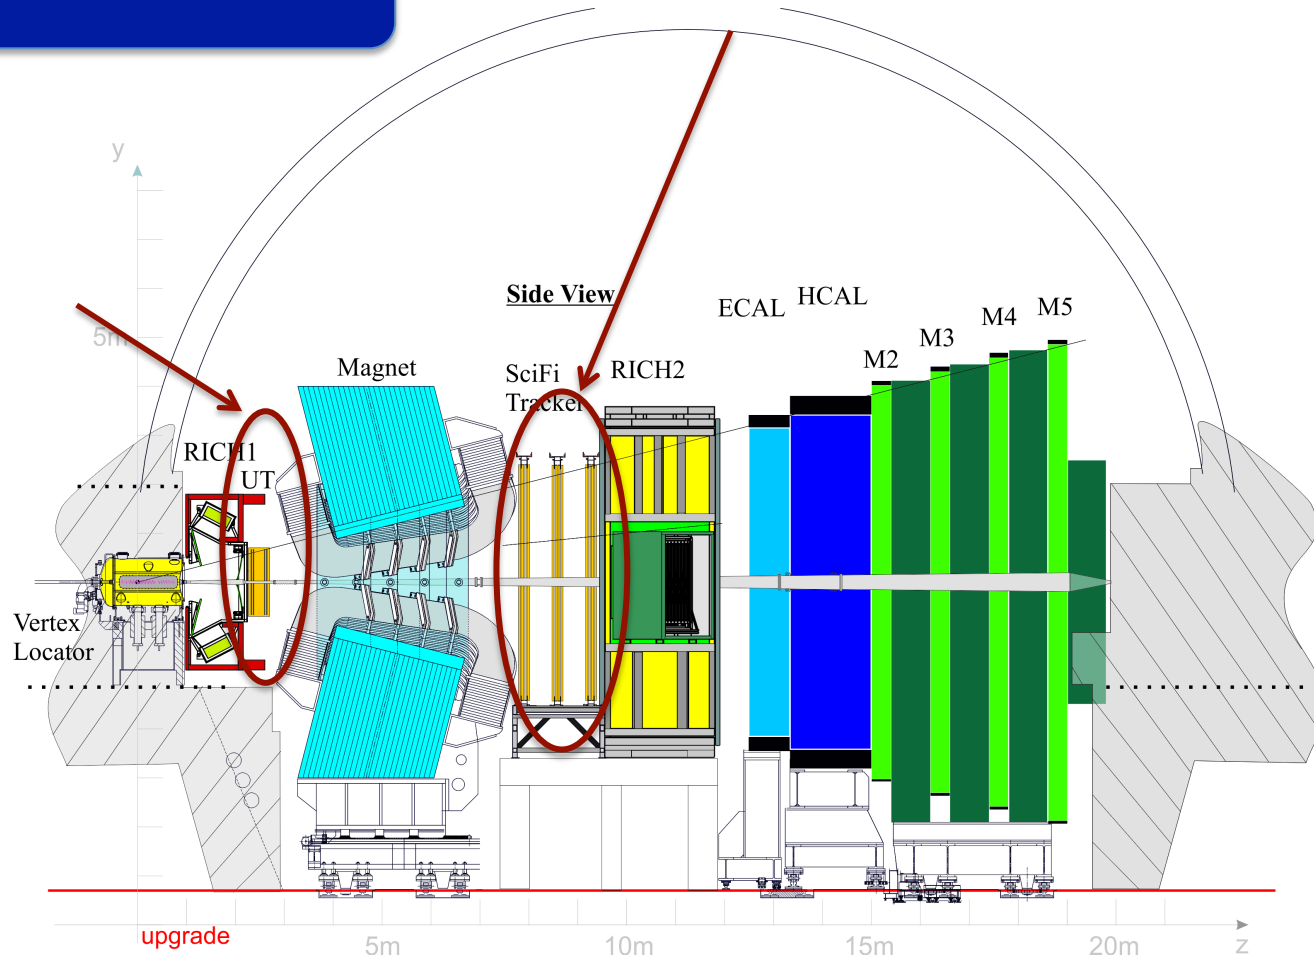 y
5m
Side View
ECAL
HCAL
M2
M3
M4
M5
Magnet
SciFi
Tracker
RICH2
RICH1
UT
Vertex
Locator
upgrade
5m
10m
15m
20m
z